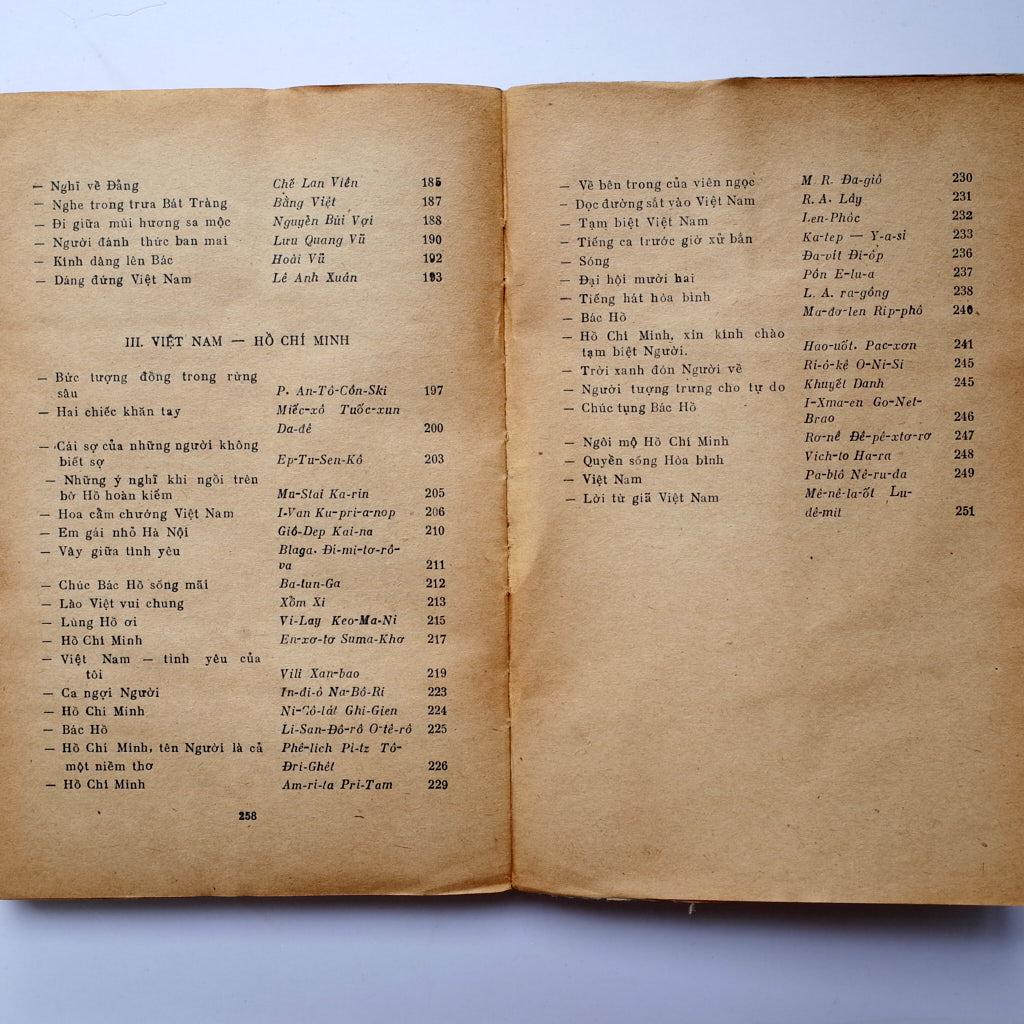 — Nghĩ về Đảng Chế Lan Viên 185
— Nghe trong trưa Bát Tràng Bằng Việt 187
— Đi giữa mùi hương sa mộc Nguyễn Bùi Vợi 188
— Người đánh thức ban mai Lưu Quang Vũ 190
— Kính dâng lên Bác Hoài Vũ 192
— Dáng đứng Việt Nam Lê Anh Xuân 193
III. VIỆT NAM — HỒ CHÍ MINH
— Bức tượng đồng trong rừng
sâu P. An-Tô-Côn-Ski 197
— Hai chiếc khăn tay Miếc-xô Tuốc-xun
Da-dê 200
— Cái sợ của những người không
biết sợ Ep-Tu-Sen-Kô 203
— Những ý nghĩ khi ngồi trên
bờ Hồ hoàn kiếm Mu-Stai Ka-rin 205
— Hoa cẩm chướng Việt Nam I-Van Ku-pri-a-nop 206
— Em gái nhỏ Hà Nội Giô-Dep Kai-na 210
— Vây giữa tình yêu Blaga. Đi-mi-tơ-rô-
va 211
— Chúc Bác Hồ sống mãi Ba-tun-Ga 212
— Lào Việt vui chung Xồm Xi 213
— Lùng Hồ ơi Vi-Lay Keo-Ma-Ni 215
— Hồ Chí Minh En-xơ-tơ Suma-Khơ 217
— Việt Nam — tình yêu của
tôi Vili Xan-bao 219
— Ca ngợi Người In-đi-ô Na-Bô-Ri 223
— Hồ Chí Minh Ni-Cô-lát Ghi-Gien 224
— Bác Hồ Li-San-Đô-rô O-tê-rô 225
— Hồ Chí Minh, tên Người là cả Phê-lich Pi-tz Tô-
một niềm thơ Đri-Ghêt 226
— Hồ Chí Minh Am-ri-ta Pri-Tam 229
258
— Về bên trong của viên ngọc M. R. Đa-giô 230
— Dọc đường sắt vào Việt Nam R. A. Lây 231
— Tạm biệt Việt Nam Len-Phôc 232
— Tiếng ca trước giờ xử bắn Ka-tep — Y-a-si 233
— Sóng Đa-vit Đi-ôp 236
— Đại hội mười hai Pôn E-lu-a 237
— Tiếng hát hòa bình L. A. ra-gông 238
— Bác Hồ Ma-đơ-len Rip-phô 240
— Hồ Chí Minh, xin kính chào
tạm biệt Người. Hao-uốt. Pac-xơn 241
— Trời xanh đón Người về Ri-ô-kê O-Ni-Si 245
— Người tượng trưng cho tự do Khuyết Danh 245
— Chúc tụng Bác Hồ I-Xma-en Go-Net-
Brao 246
— Ngôi mộ Hồ Chí Minh Rơ-nê Đê-pê-xtơ-rơ 247
— Quyền sống Hòa bình Vich-to Ha-ra 248
— Việt Nam Pa-blô Nê-ru-da 249
— Lời từ giã Việt Nam Mê-nê-la-ốt Lu-
đê-mit 251